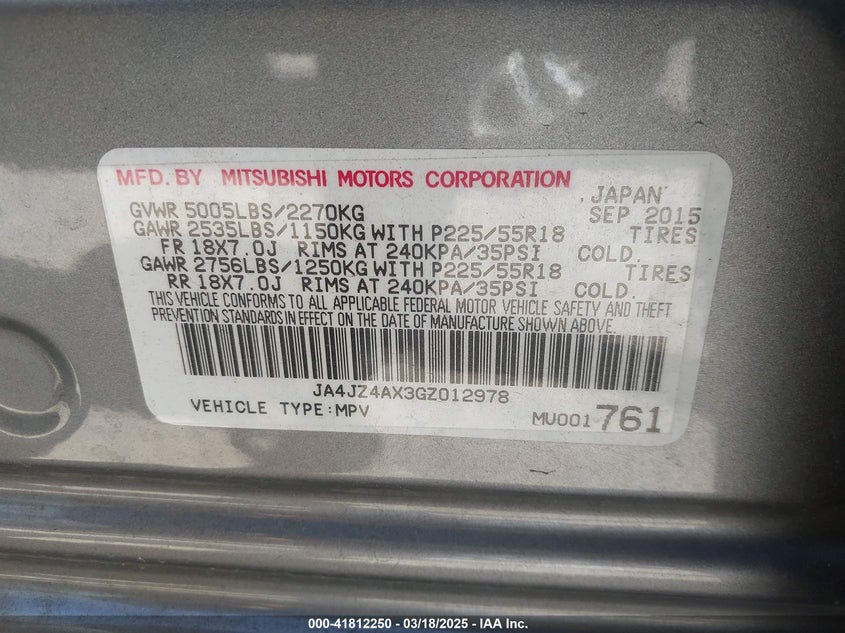 MFD. BY MITSUBISHI MOTORS CORPORATION
JAPAN
GVWR 5005LBS/2270KG SEP 2015
GAWR 2535LBS/1150KG WITH P225/55R18 TIRES
FR 18X7.0J RIMS AT 240KPA/35PSI COLD.
GAWR 2756LBS/1250KG WITH P225/55R18 TIRES
RR 18X7.0J RIMS AT 240KPA/35PSI COLD.
THIS VEHICLE CONFORMS TO ALL APPLICABLE FEDERAL MOTOR VEHICLE SAFETY AND THEFT
PREVENTION STANDARDS IN EFFECT ON THE DATE OF MANUFACTURE SHOWN ABOVE.
JA4JZ4AX3GZ012978
VEHICLE TYPE:MPV MU001761
000-41812250 - 03/18/2025 - IAA Inc.